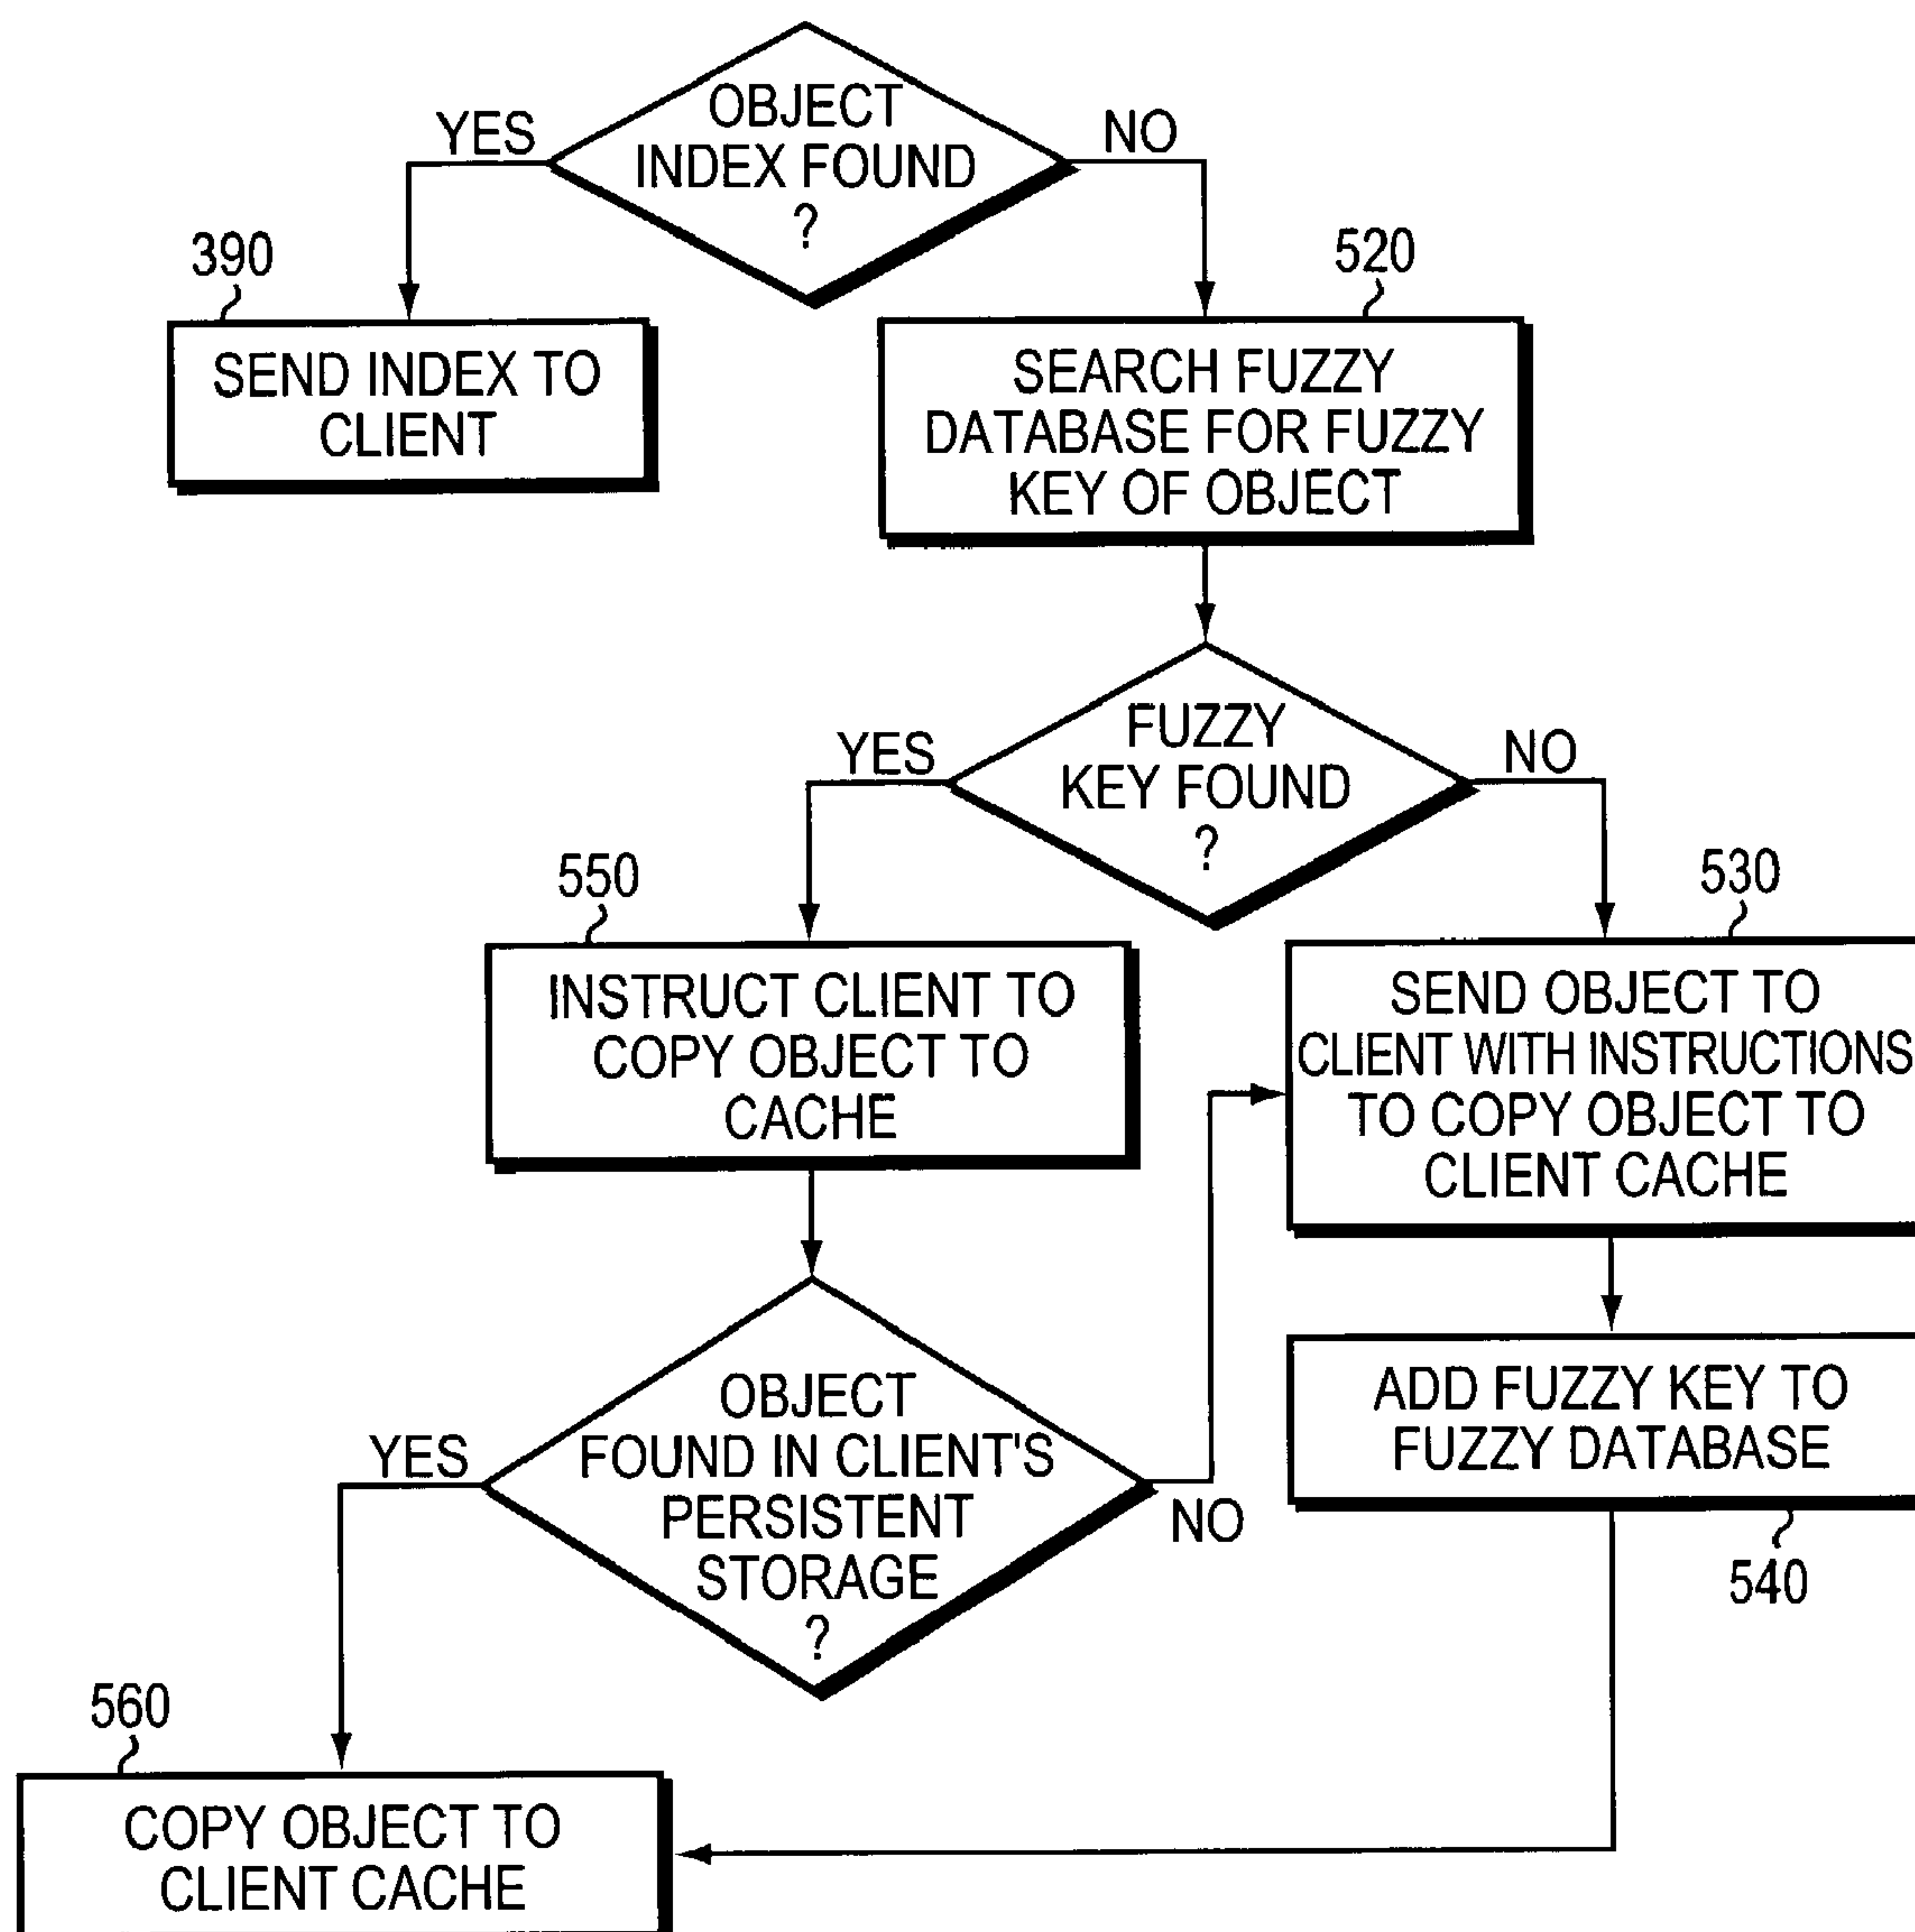 OBJECT
INDEX FOUND
?
YES
NO
390
SEND INDEX TO
CLIENT
520
SEARCH FUZZY
DATABASE FOR FUZZY
KEY OF OBJECT
FUZZY
KEY FOUND
?
YES
NO
550
INSTRUCT CLIENT TO
COPY OBJECT TO
CACHE
530
SEND OBJECT TO
CLIENT WITH INSTRUCTIONS
TO COPY OBJECT TO
CLIENT CACHE
OBJECT
FOUND IN CLIENT'S
PERSISTENT
STORAGE
?
YES
NO
ADD FUZZY KEY TO
FUZZY DATABASE
540
560
COPY OBJECT TO
CLIENT CACHE